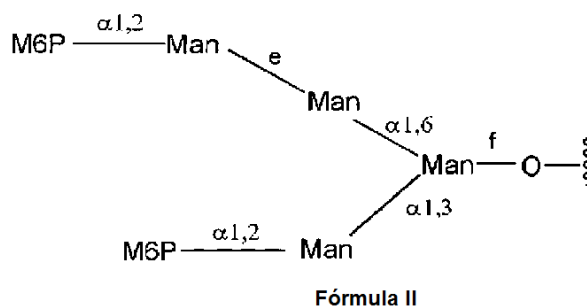 α1,2
M6P Man
e
Man
α1,6
f
Man O
α1,3
α1,2
M6P Man
Fórmula II